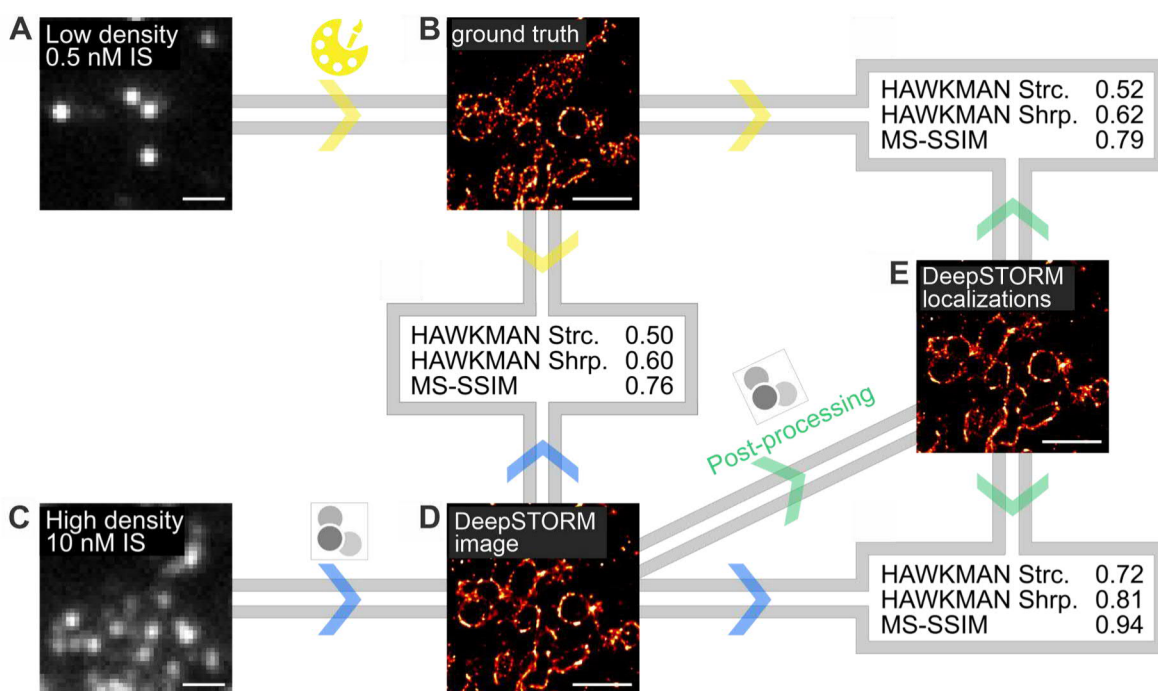 A
Low density
0.5 nM IS
B
ground truth
HAWKMAN Strc. 0.52
HAWKMAN Shrp. 0.62
MS-SSIM 0.79
E
DeepSTORM
localizations
HAWKMAN Strc. 0.50
HAWKMAN Shrp. 0.60
MS-SSIM 0.76
Post-processing
C
High density
10 nM IS
D
DeepSTORM
image
HAWKMAN Strc. 0.72
HAWKMAN Shrp. 0.81
MS-SSIM 0.94